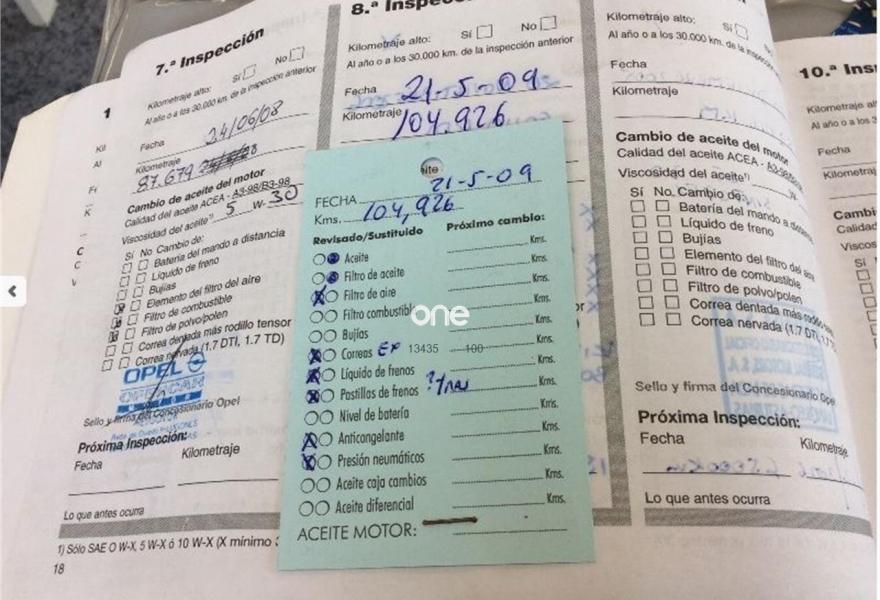 7.ª Inspección
Kilometraje alto: Sí No
Al año o a los 30.000 km. de la inspección anterior
Fecha 24/06/08
Kilometraje
87.679
Cambio de aceite del motor
Calidad del aceite ACEA - A3-98/B3-98
Viscosidad del aceite¹⁾ 5 W- 30
Sí No Cambio de:
Batería del mando a distancia
Líquido de freno
Bujías
Elemento del filtro del aire
Filtro de combustible
Filtro de polvo/polen
Correa dentada más rodillo tensor
Correa nervada (1.7 DTI, 1.7 TD)
OPEL
Sello y firma del Concesionario Opel
Próxima Inspección:
Fecha Kilometraje
Lo que antes ocurra
1) Sólo SAE O W-X, 5 W-X ó 10 W-X (X mínimo
18
8.ª
Kilometraje alto: Sí No
Al año o a los 30.000 km. de la inspección anterior
Fecha 21-5-09
Kilometraje 104,926
FECHA 21-5-09
Kms. 104,926
Revisado/Sustituido Próximo cambio:
Aceite Kms.
Filtro de aceite Kms.
Filtro de aire Kms.
Filtro combustible Kms.
Bujías Kms.
Correas 13435 100 Kms.
Líquido de frenos Kms.
Pastillas de frenos Kms.
Nivel de batería Kms.
Anticongelante Kms.
Presión neumáticos Kms.
Aceite caja cambios Kms.
Aceite diferencial Kms.
ACEITE MOTOR:
one
Kilometraje alto: Sí
Al año o a los 30.000 km. de la
Fecha
Kilometraje
Cambio de aceite del motor
Calidad del aceite ACEA - A3-98/
Viscosidad del aceite¹⁾
Sí No Cambio de:
Batería del mando a distancia
Líquido de freno
Bujías
Elemento del filtro del aire
Filtro de combustible
Filtro de polvo/polen
Correa dentada más
Correa nervada (1.7 DTI, 1.7
Sello y firma del Concesionario
Próxima Inspección:
Fecha Kilometraje
Lo que antes ocurra
10.ª
Kilometraje
Al año o a los 3
Fecha
Kilometraj
Cambi
Calidad
Viscos
Sí